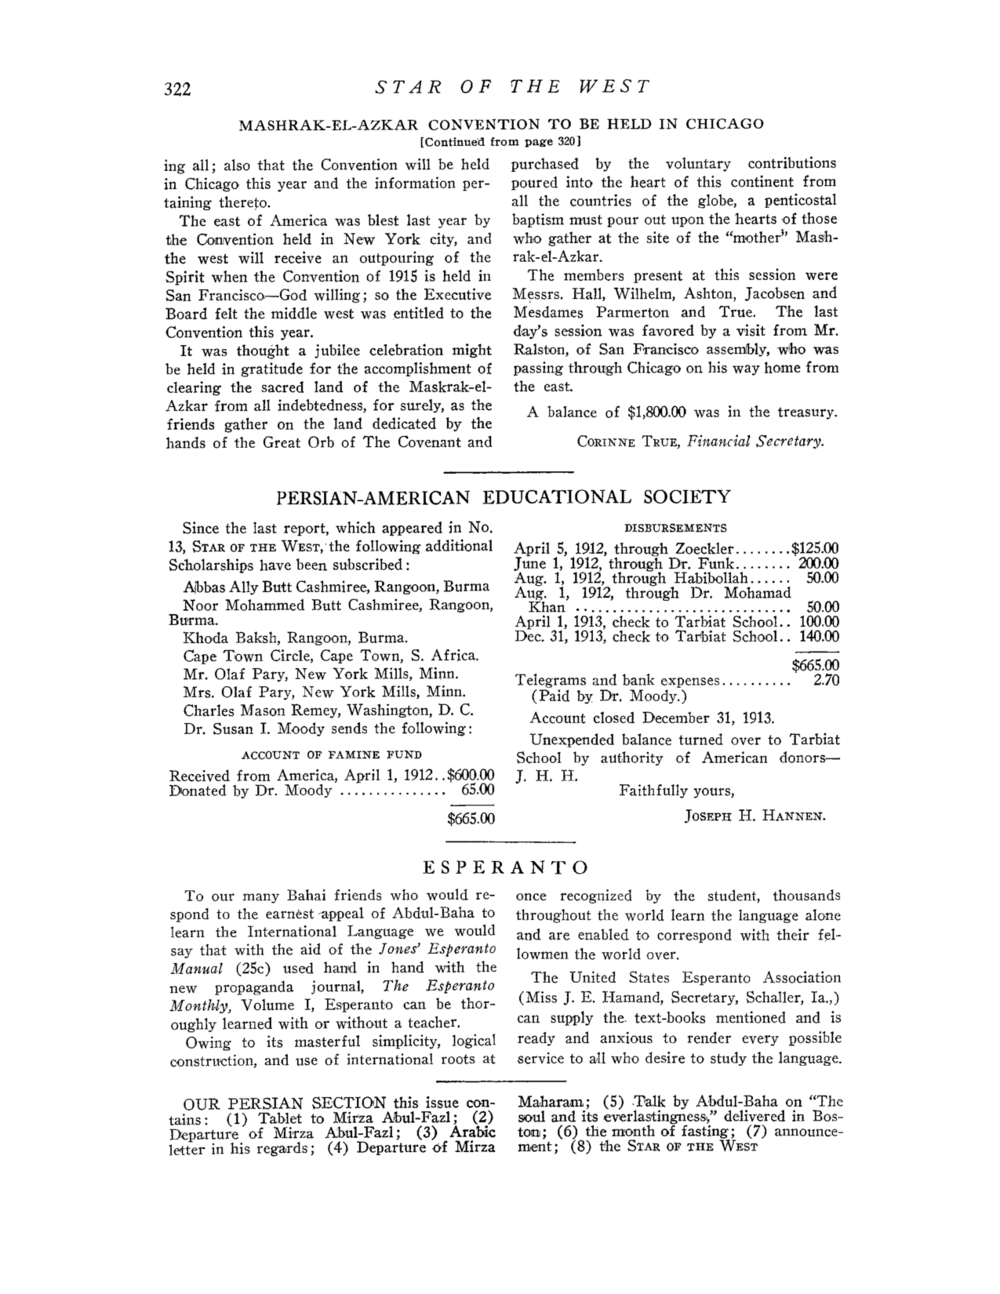 322
STAR OF THE WEST
MASHRAK-EL-AZKAR CONVENTION TO BE HELD IN CHICAGO
[Continued from page 320]
ing all; also that the Convention will be held
in Chicago this year and the information per-
taining thereto.
The east of America was blest last year by
the Convention held in New York city, and
the west will receive an outpouring of the
Spirit when the Convention of 1915 is held in
San Francisco—God willing; so the Executive
Board felt the middle west was entitled to the
Convention this year.
It was thought a jubilee celebration might
be held in gratitude for the accomplishment of
clearing the sacred land of the Maskrak-el-
Azkar from all indebtedness, for surely, as the
friends gather on the land dedicated by the
hands of the Great Orb of The Covenant and
purchased by the voluntary contributions
poured into the heart of this continent from
all the countries of the globe, a penticostal
baptism must pour out upon the hearts of those
who gather at the site of the "mother" Mash-
rak-el-Azkar.
The members present at this session were
Messrs. Hall, Wilhelm, Ashton, Jacobsen and
Mesdames Parmerton and True. The last
day's session was favored by a visit from Mr.
Ralston, of San Francisco assembly, who was
passing through Chicago on his way home from
the east.
A balance of $1,800.00 was in the treasury.
CORINNE TRUE, Financial Secretary.
PERSIAN-AMERICAN EDUCATIONAL SOCIETY
Since the last report, which appeared in No.
13, STAR OF THE WEST, the following additional
Scholarships have been subscribed:
Abbas Ally Butt Cashmiree, Rangoon, Burma
Noor Mohammed Butt Cashmiree, Rangoon,
Burma.
Khoda Baksh, Rangoon, Burma.
Cape Town Circle, Cape Town, S. Africa.
Mr. Olaf Pary, New York Mills, Minn.
Mrs. Olaf Pary, New York Mills, Minn.
Charles Mason Remey, Washington, D. C.
Dr. Susan I. Moody sends the following:
ACCOUNT OF FAMINE FUND
Received from America, April 1, 1912..$600.00
Donated by Dr. Moody ............... 65.00
$665.00
DISBURSEMENTS
April 5, 1912, through Zoeckler........$125.00
June 1, 1912, through Dr. Funk........ 200.00
Aug. 1, 1912, through Habibollah...... 50.00
Aug. 1, 1912, through Dr. Mohamad
Khan .............................. 50.00
April 1, 1913, check to Tarbiat School.. 100.00
Dec. 31, 1913, check to Tarbiat School.. 140.00
$665.00
Telegrams and bank expenses.......... 2.70
(Paid by Dr. Moody.)
Account closed December 31, 1913.
Unexpended balance turned over to Tarbiat
School by authority of American donors—
J. H. H.
Faithfully yours,
JOSEPH H. HANNEN.
ESPERANTO
To our many Bahai friends who would re-
spond to the earnest appeal of Abdul-Baha to
learn the International Language we would
say that with the aid of the Jones' Esperanto
Manual (25c) used hand in hand with the
new propaganda journal, The Esperanto
Monthly, Volume I, Esperanto can be thor-
oughly learned with or without a teacher.
Owing to its masterful simplicity, logical
construction, and use of international roots at
once recognized by the student, thousands
throughout the world learn the language alone
and are enabled to correspond with their fel-
lowmen the world over.
The United States Esperanto Association
(Miss J. E. Hamand, Secretary, Schaller, Ia.,)
can supply the text-books mentioned and is
ready and anxious to render every possible
service to all who desire to study the language.
OUR PERSIAN SECTION this issue con-
tains: (1) Tablet to Mirza Abul-Fazl; (2)
Departure of Mirza Abul-Fazl; (3) Arabic
letter in his regards; (4) Departure of Mirza
Maharam; (5) Talk by Abdul-Baha on "The
soul and its everlastingness," delivered in Bos-
ton; (6) the month of fasting; (7) announce-
ment; (8) the STAR OF THE WEST